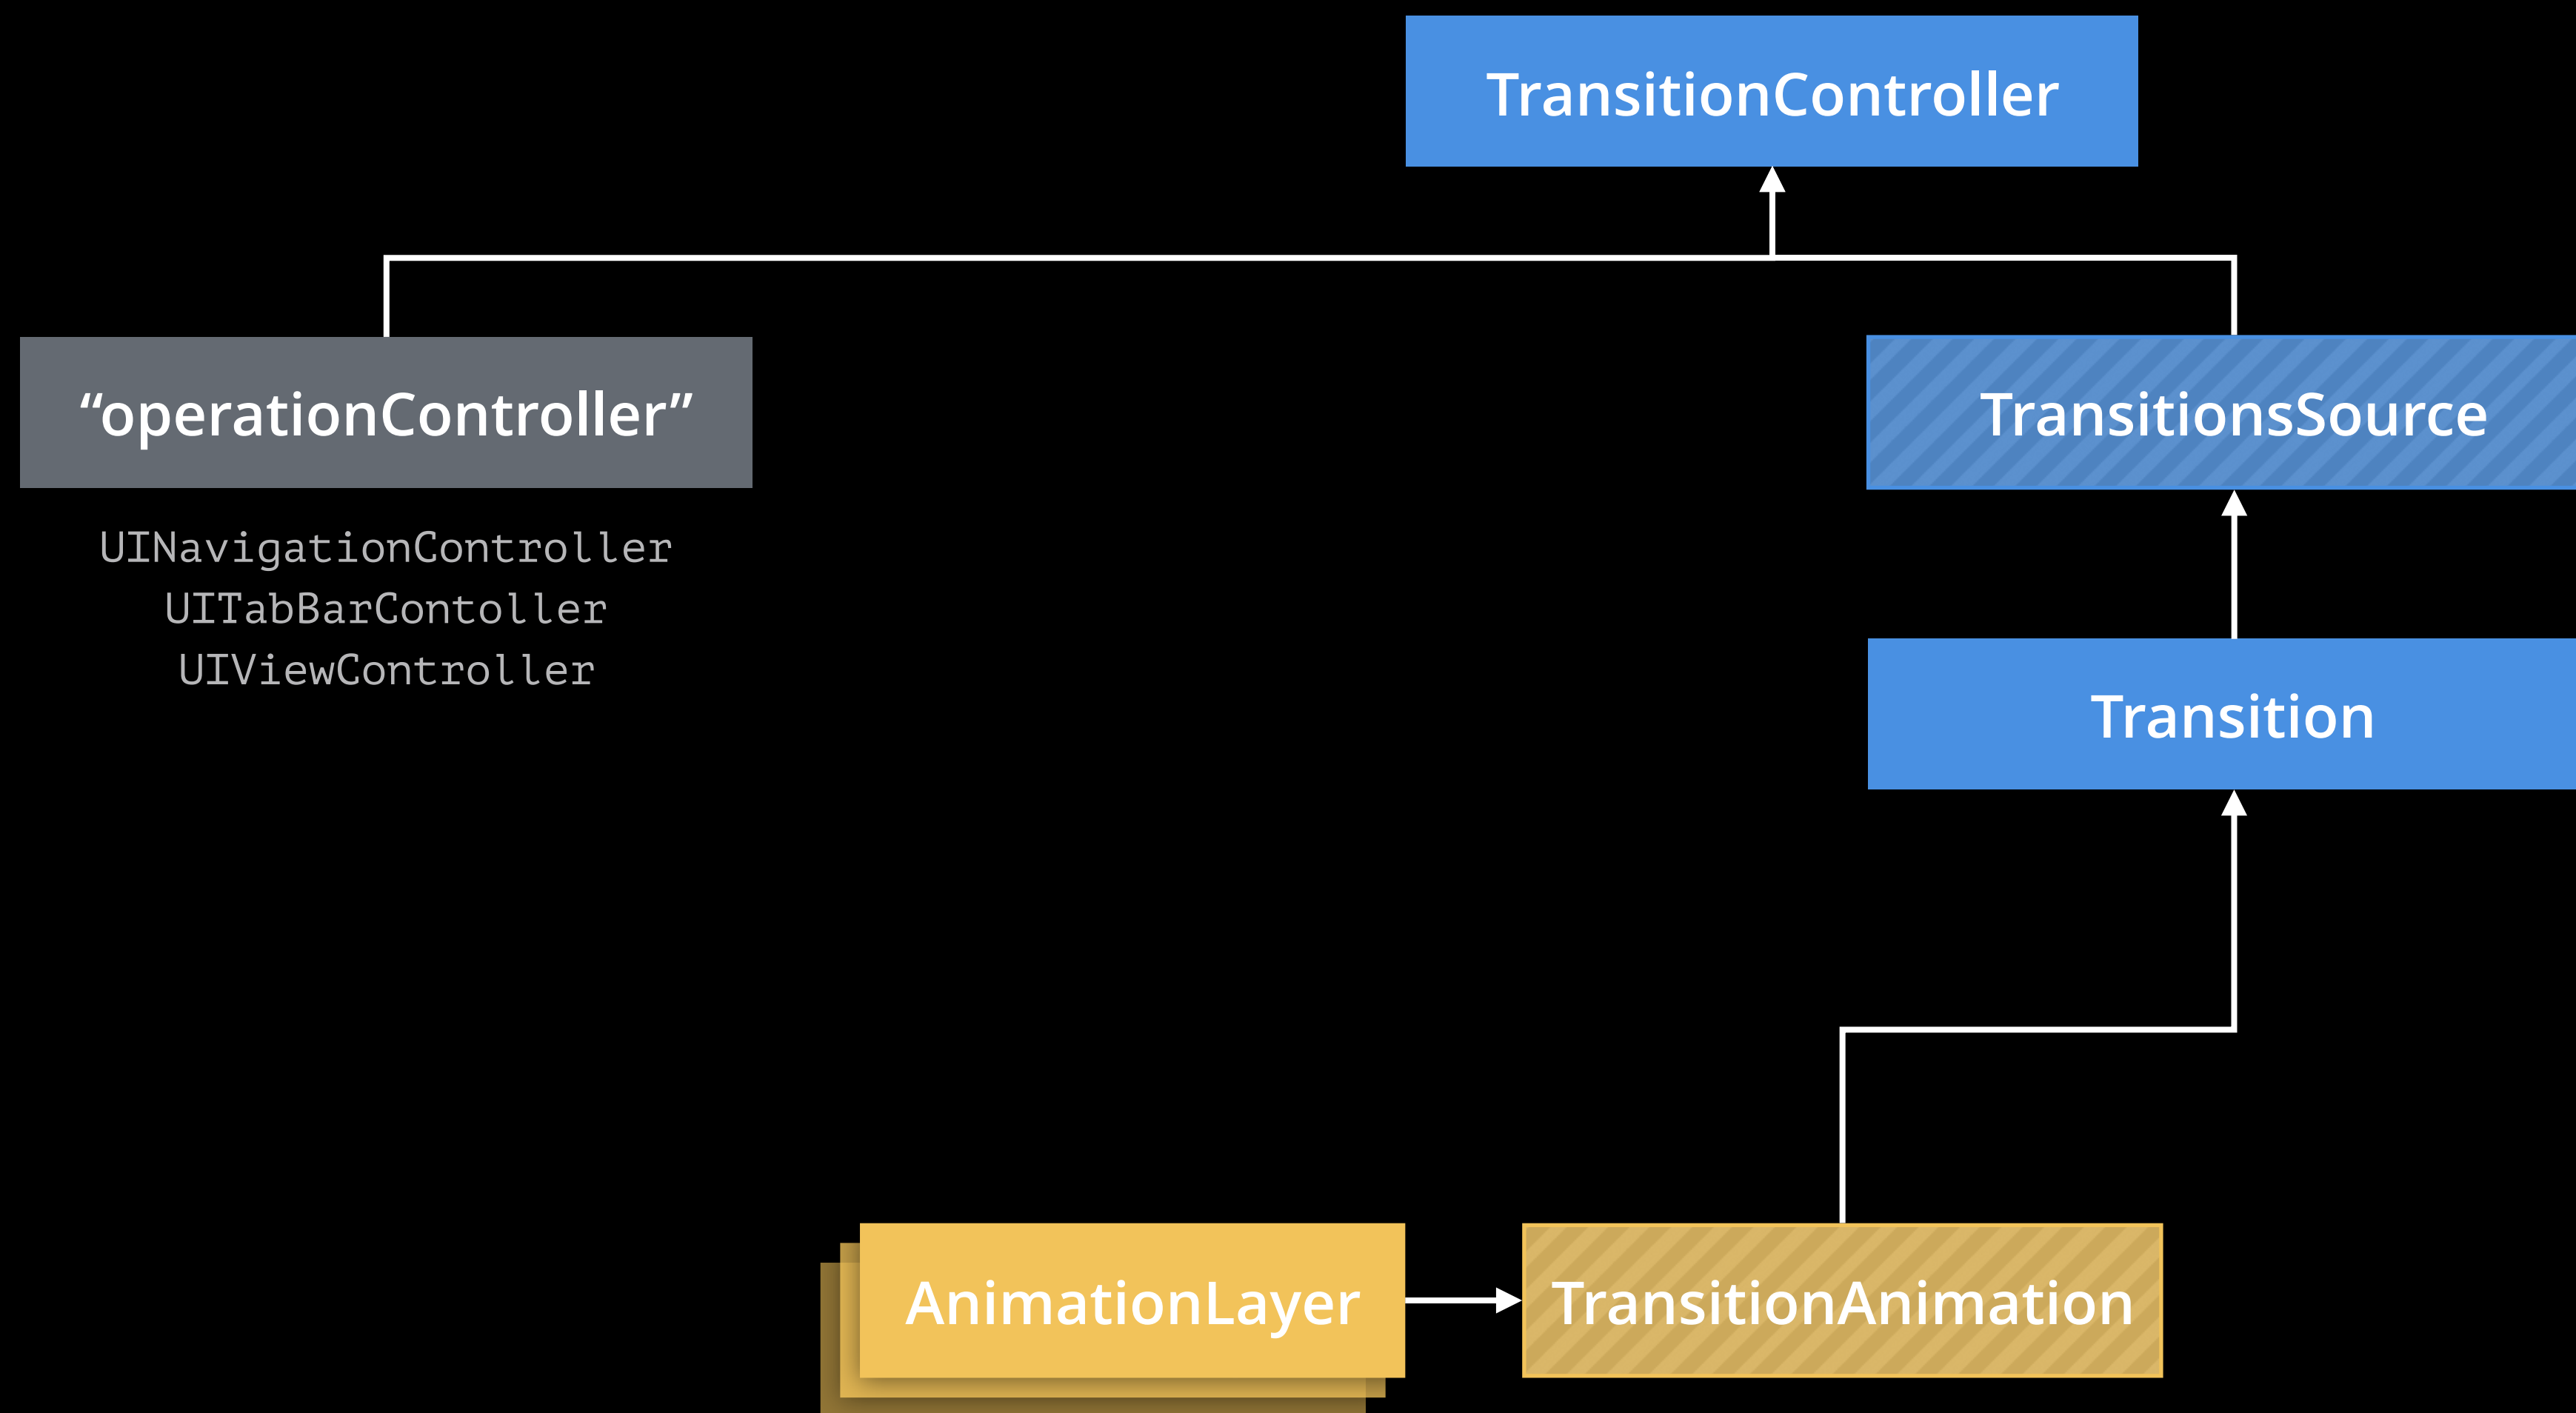 TransitionController
“operationController”
TransitionsSource
UINavigationController
UITabBarContoller
UIViewController
Transition
AnimationLayer
TransitionAnimation